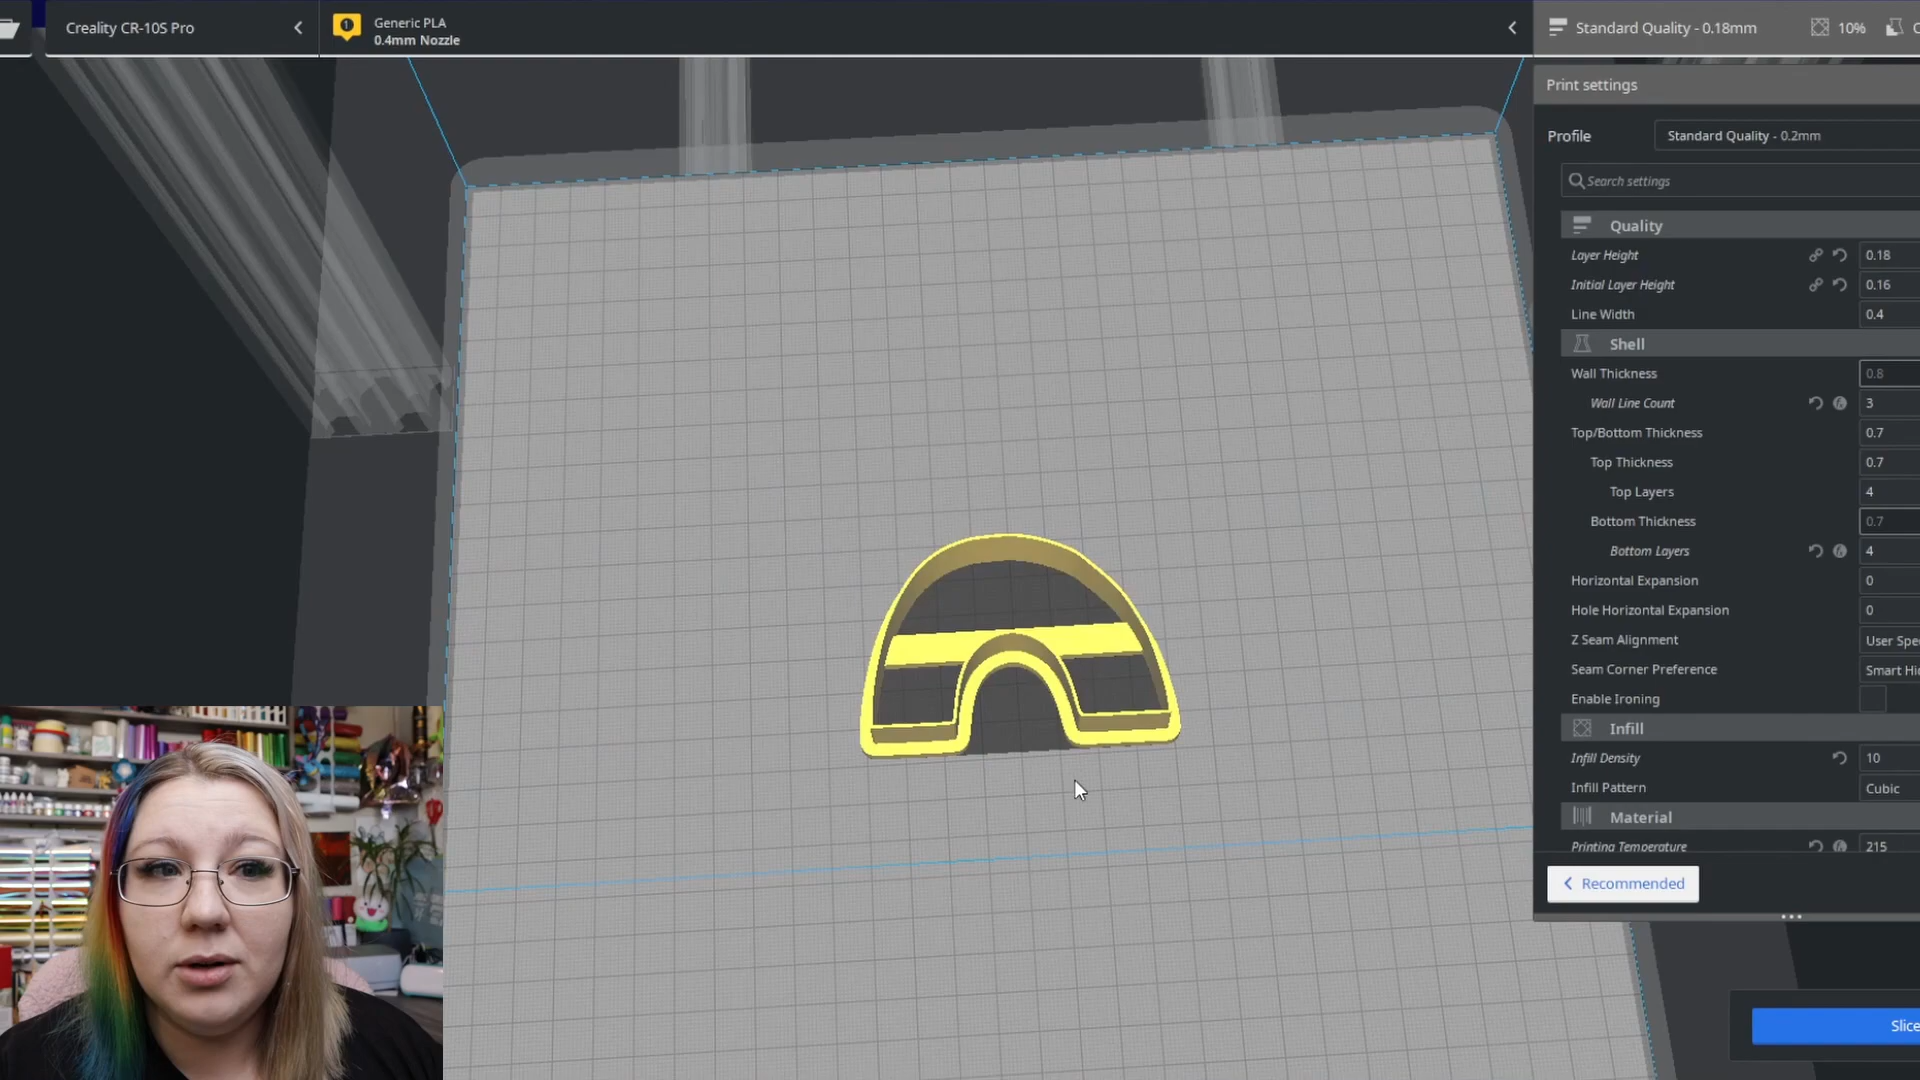 Creality CR-10S Pro
1
Generic PLA
0.4mm Nozzle
Standard Quality - 0.18mm
10%
Print settings
Profile
Standard Quality - 0.2mm
Search settings
Quality
Layer Height
0.18
Initial Layer Height
0.16
Line Width
0.4
Shell
Wall Thickness
0.8
Wall Line Count
3
Top/Bottom Thickness
0.7
Top Thickness
0.7
Top Layers
4
Bottom Thickness
0.7
Bottom Layers
4
Horizontal Expansion
0
Hole Horizontal Expansion
0
Z Seam Alignment
User Spe
Seam Corner Preference
Smart Hi
Enable Ironing
Infill
Infill Density
10
Infill Pattern
Cubic
Material
Printing Temperature
215
Recommended
Slice